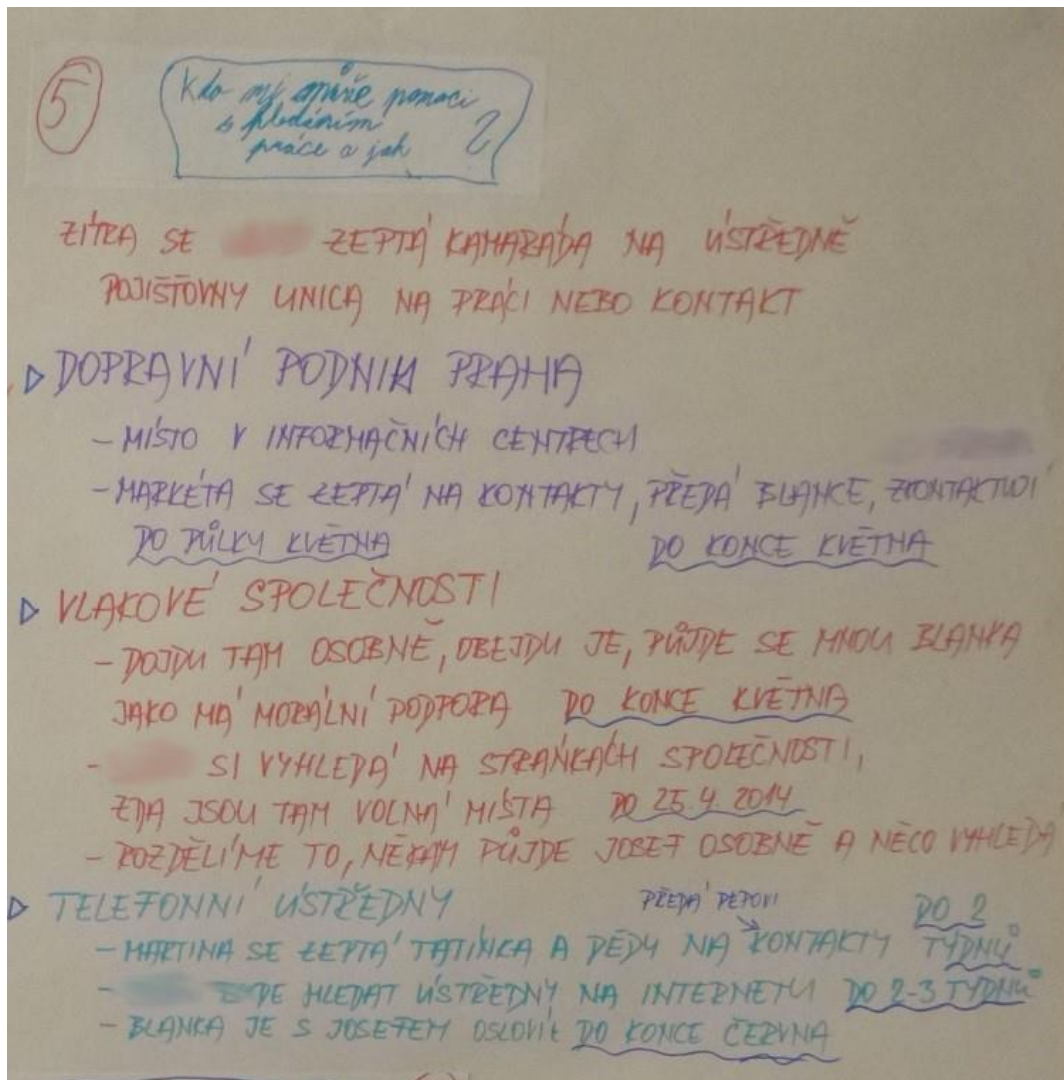 5
Kdo mi může pomoci
s hledáním
práce a jak ?
ZÍTRA SE ZEPTÁ KAMARÁDA NA ÚSTŘEDNĚ
POJIŠŤOVNY UNICA NA PRÁCI NEBO KONTAKT
DOPRAVNÍ PODNIK PRAHA
- MÍSTO V INFORMAČNÍCH CENTRECH
- MARKÉTA SE ZEPTÁ NA KONTAKTY, PŘEDÁ BLANCE, ZKONTAKTUJÍ
DO PŮLKY KVĚTNA DO KONCE KVĚTNA
VLAKOVÉ SPOLEČNOSTI
- DOJDU TAM OSOBNĚ, OBEJDU JE, PŮJDE SE MNOU BLANKA
JAKO MÁ MORÁLNÍ PODPORA DO KONCE KVĚTNA
- SI VYHLEDÁ NA STRÁNKÁCH SPOLEČNOSTI,
ZDA JSOU TAM VOLNÁ MÍSTA DO 25.4.2014
- ROZDĚLÍME TO, NĚKAM PŮJDE JOSEF OSOBNĚ A NĚCO VYHLEDÁ
TELEFONNÍ ÚSTŘEDNY PŘEDÁ PEPOVI DO 2
- MARTINA SE ZEPTÁ TATÍNKA A DĚDY NA KONTAKTY TÝDNŮ
- HLEDAT ÚSTŘEDNY NA INTERNETU DO 2-3 TÝDNŮ
- BLANKA JE S JOSEFEM OSLOVÍ DO KONCE ČERVNA